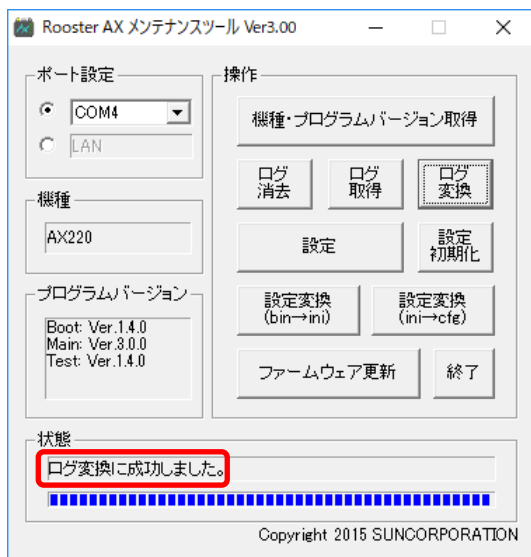 Rooster AX メンテナンスツール Ver3.00
ポート設定
COM4
LAN
機種
AX220
プログラムバージョン
Boot: Ver.1.4.0
Main: Ver.3.0.0
Test: Ver.1.4.0
操作
機種・プログラムバージョン取得
ログ
消去
ログ
取得
ログ
変換
設定
設定
初期化
設定変換
(bin→ini)
設定変換
(ini→cfg)
ファームウェア更新
終了
状態
ログ変換に成功しました。
Copyright 2015 SUNCORPORATION